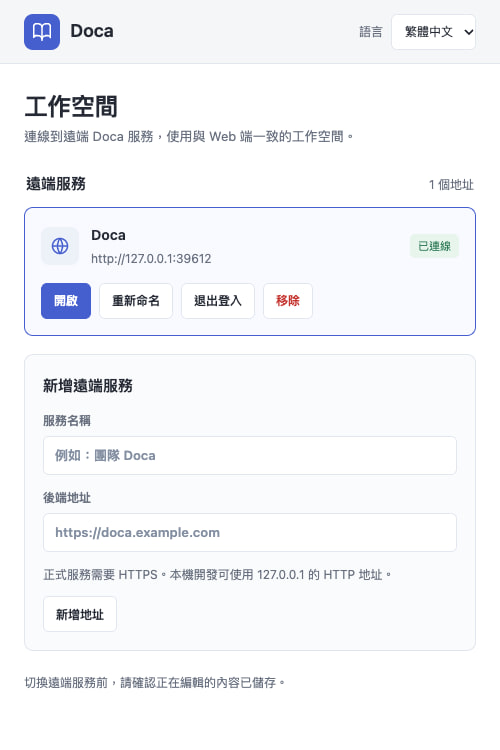 Doca
語言
繁體中文
工作空間
連線到遠端 Doca 服務，使用與 Web 端一致的工作空間。
遠端服務
1 個地址
Doca
http://127.0.0.1:39612
已連線
開啟
重新命名
退出登入
移除
新增遠端服務
服務名稱
例如：團隊 Doca
後端地址
https://doca.example.com
正式服務需要 HTTPS。本機開發可使用 127.0.0.1 的 HTTP 地址。
新增地址
切換遠端服務前，請確認正在編輯的內容已儲存。